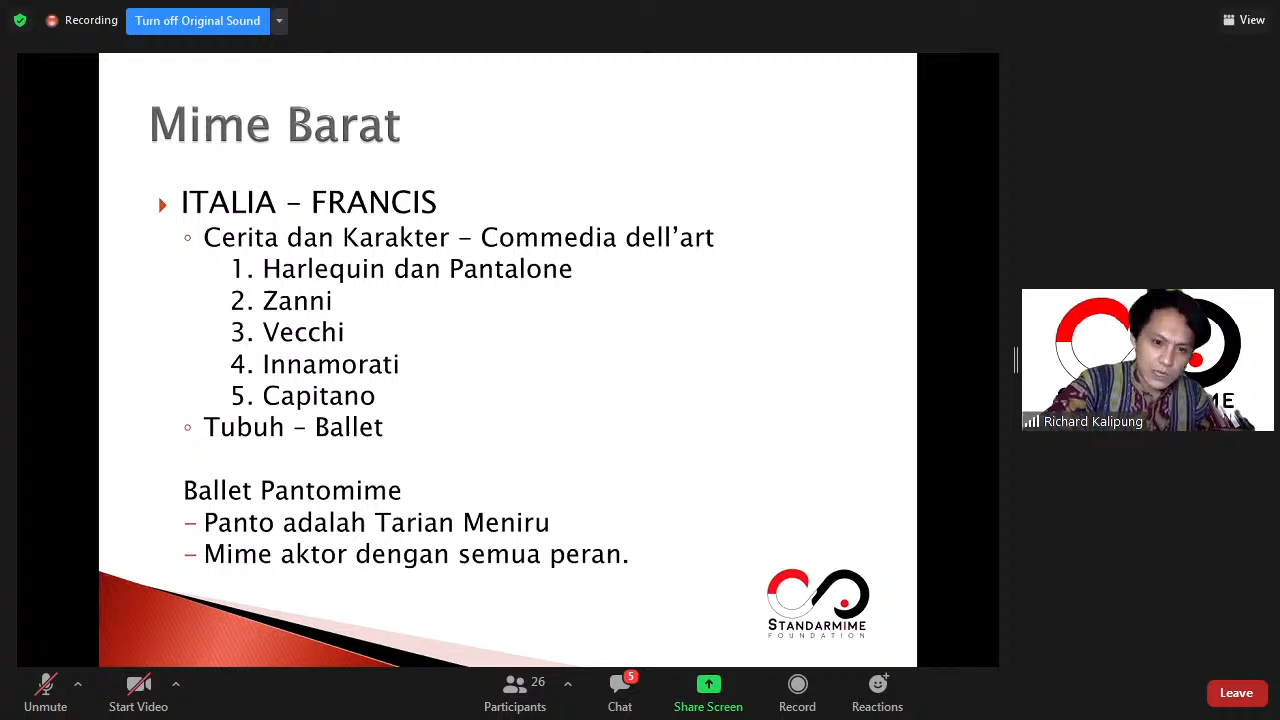 Recording
Turn off Original Sound
View
Mime Barat
ITALIA – FRANCIS
Cerita dan Karakter – Commedia dell’art
1. Harlequin dan Pantalone
2. Zanni
3. Vecchi
4. Innamorati
5. Capitano
Tubuh – Ballet
Ballet Pantomime
– Panto adalah Tarian Meniru
– Mime aktor dengan semua peran.
STANDARMIME
FOUNDATION
Richard Kalipung
Unmute
Start Video
26
Participants
5
Chat
Share Screen
Record
Reactions
Leave